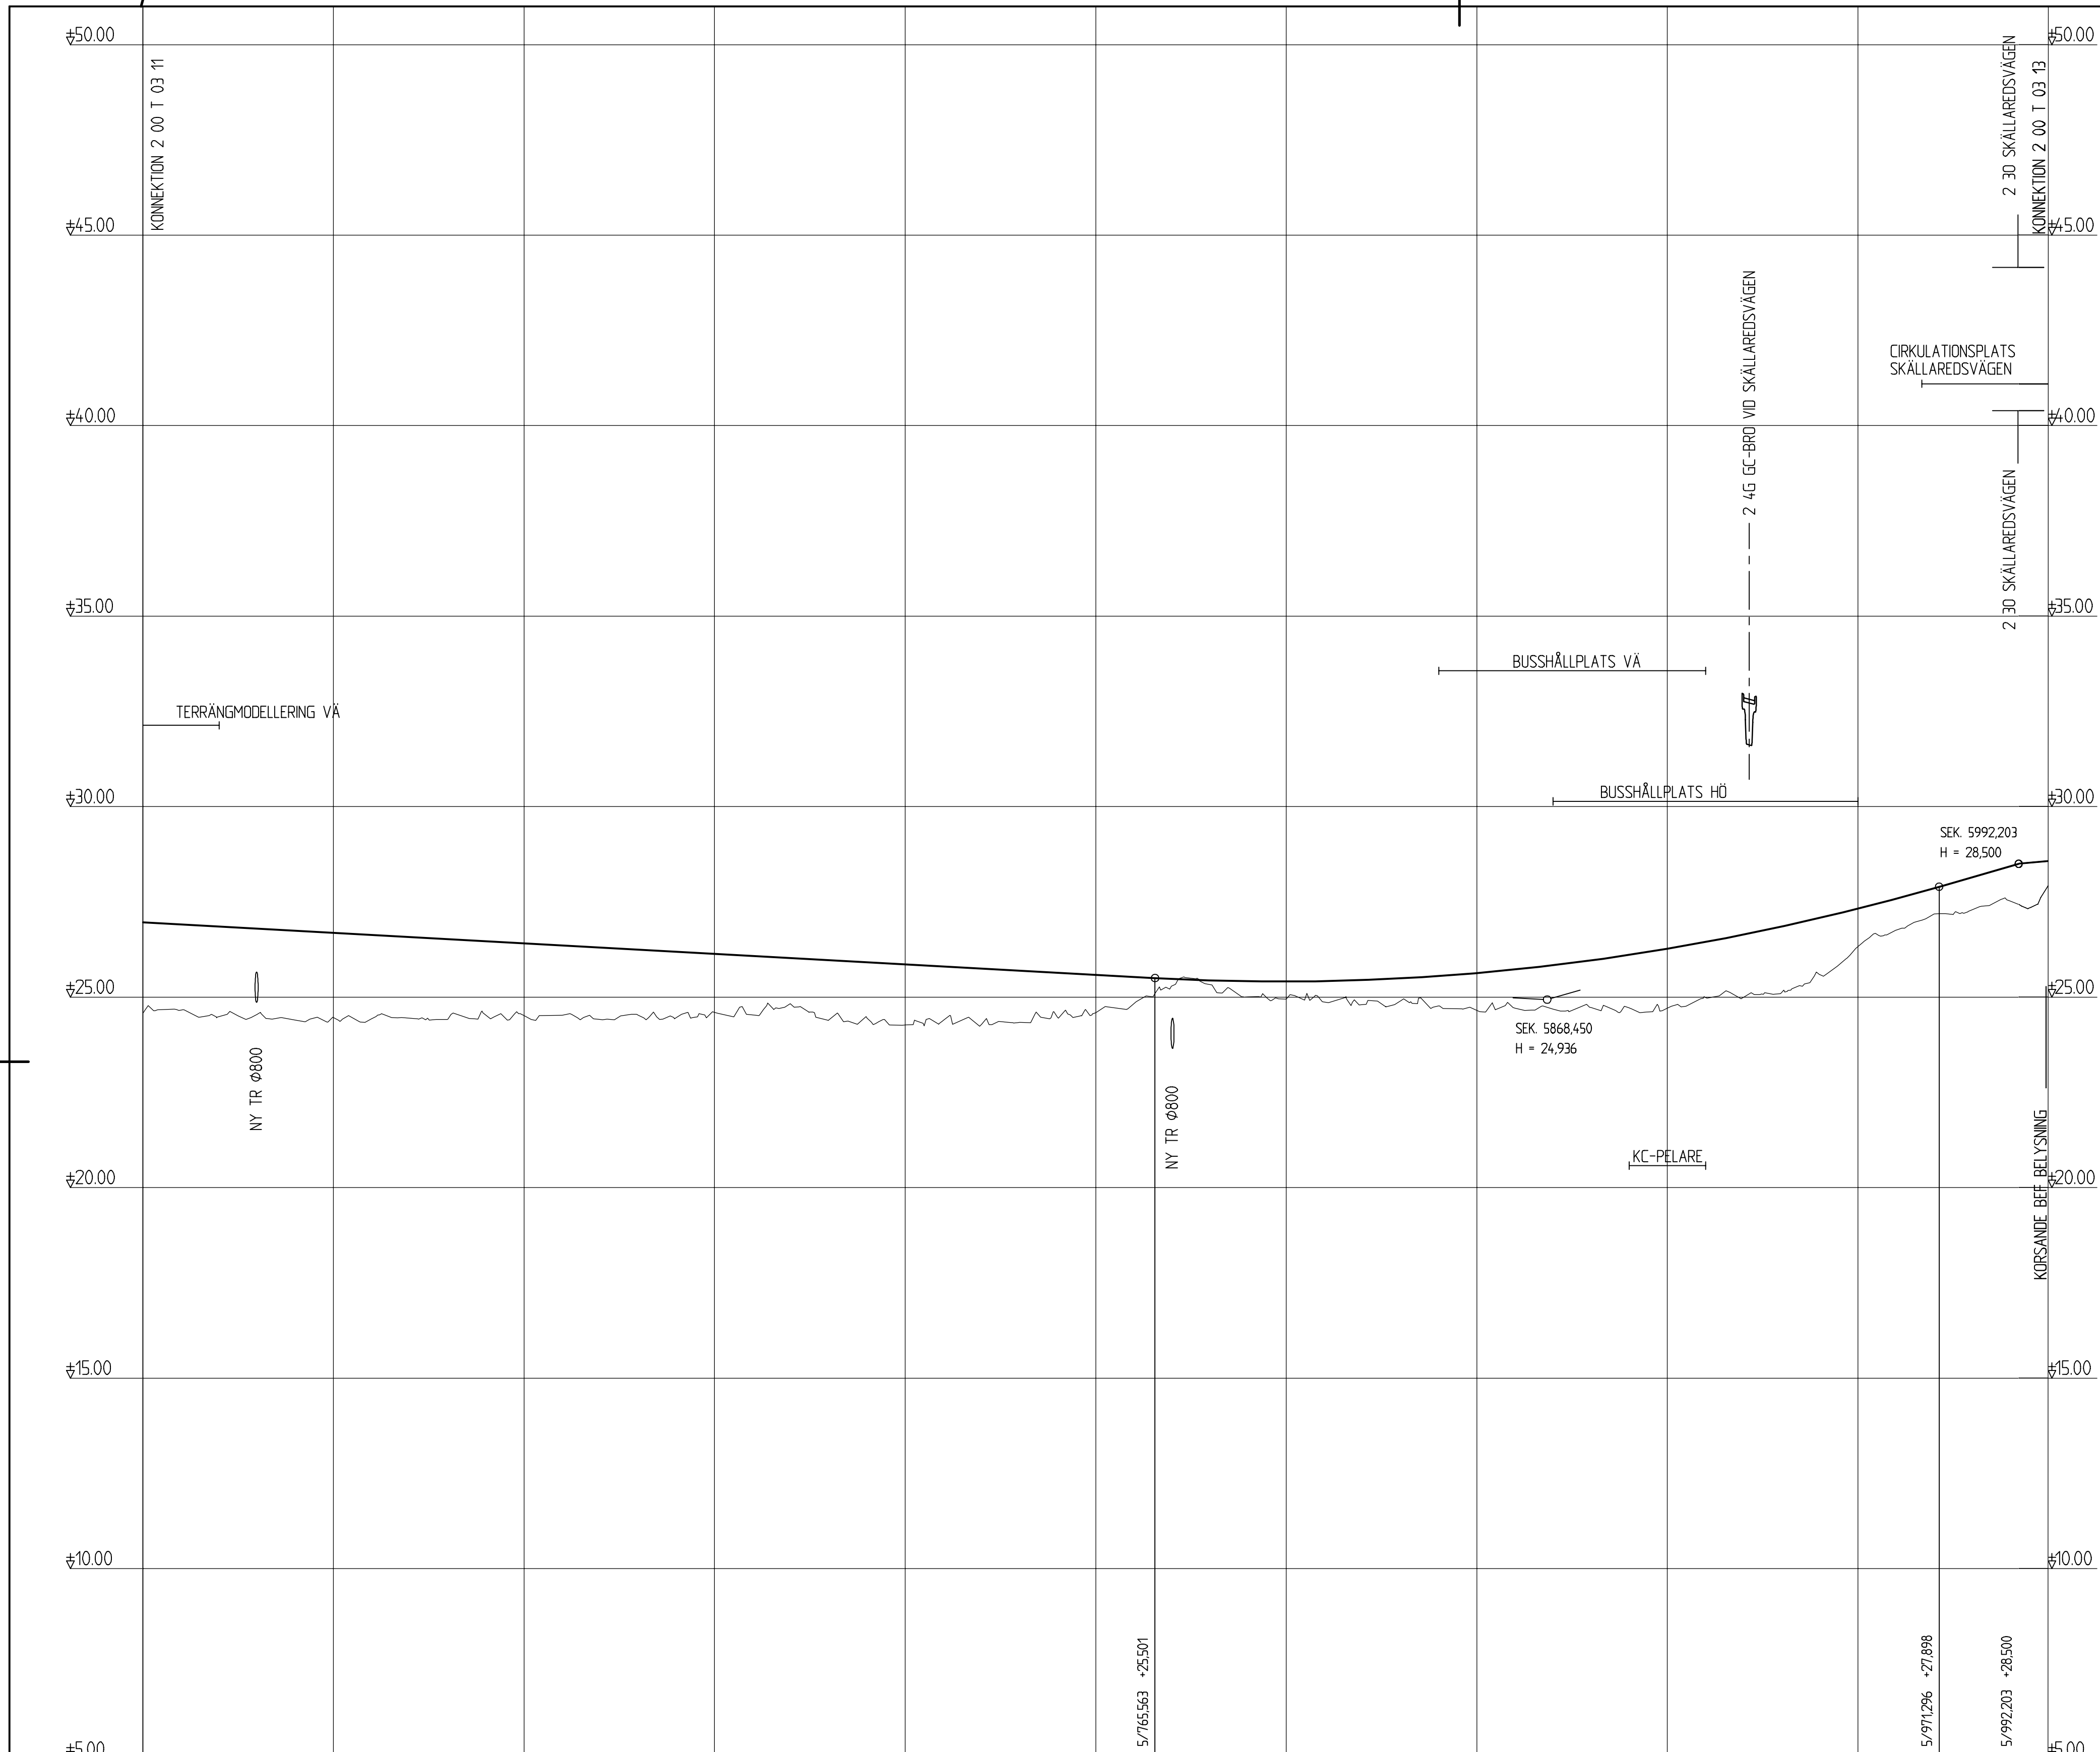 ±50.00
±50.00
KONNEKTION 2 00 T 03 11
2 30 SKÄLLAREDSVÄGEN
KONNEKTION 2 00 T 03 13
±45.00
±45.00
2 4G GC-BRO VID SKÄLLAREDSVÄGEN
CIRKULATIONSPLATS
SKÄLLAREDSVÄGEN
±40.00
±40.00
2 30 SKÄLLAREDSVÄGEN
±35.00
±35.00
BUSSHÅLLPLATS VÄ
TERRÄNGMODELLERING VÄ
±30.00
BUSSHÅLLPLATS HÖ
±30.00
SEK. 5992,203
H = 28,500
±25.00
±25.00
SEK. 5868,450
H = 24,936
NY TR Ø800
NY TR Ø800
KC-PELARE
KORSANDE BEF BELYSNING
±20.00
±20.00
±15.00
±15.00
±10.00
±10.00
5/765,563 +25,501
5/971,296 +27,898
5/992,203 +28,500
±5.00
±5.00